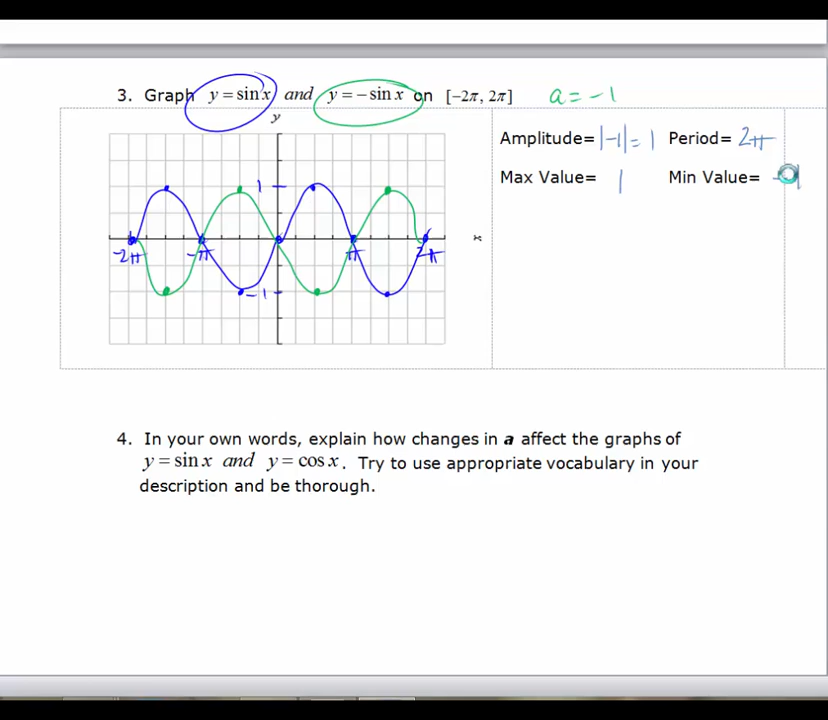 3. Graph y = sin x and y = − sin x on [−2π, 2π] a = −1
y
Amplitude= |−1| = 1 Period= 2π
Max Value= 1 Min Value=
1
x
−2π −π π 2π
−1
4. In your own words, explain how changes in a affect the graphs of
y = sin x and y = cos x. Try to use appropriate vocabulary in your
description and be thorough.